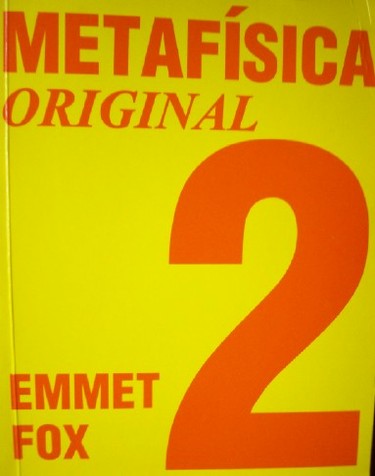 METAFÍSICA
ORIGINAL
2
EMMET
FOX